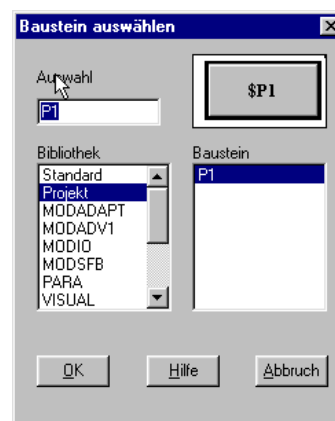 Baustein auswählen
Auswahl
P1
$P1
Bibliothek
Standard
Projekt
MODADAPT
MODADV1
MODIO
MODSFB
PARA
VISUAL
Baustein
P1
OK
Hilfe
Abbruch